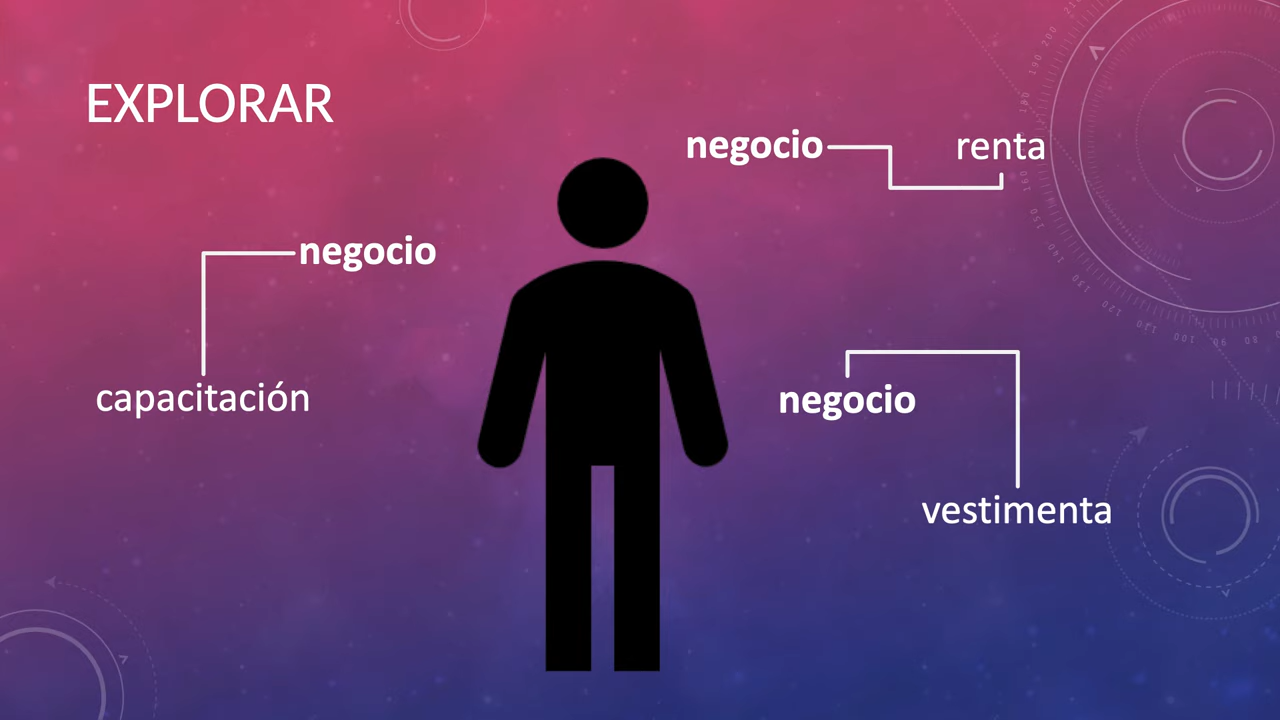 EXPLORAR
negocio
renta
negocio
capacitación
negocio
vestimenta